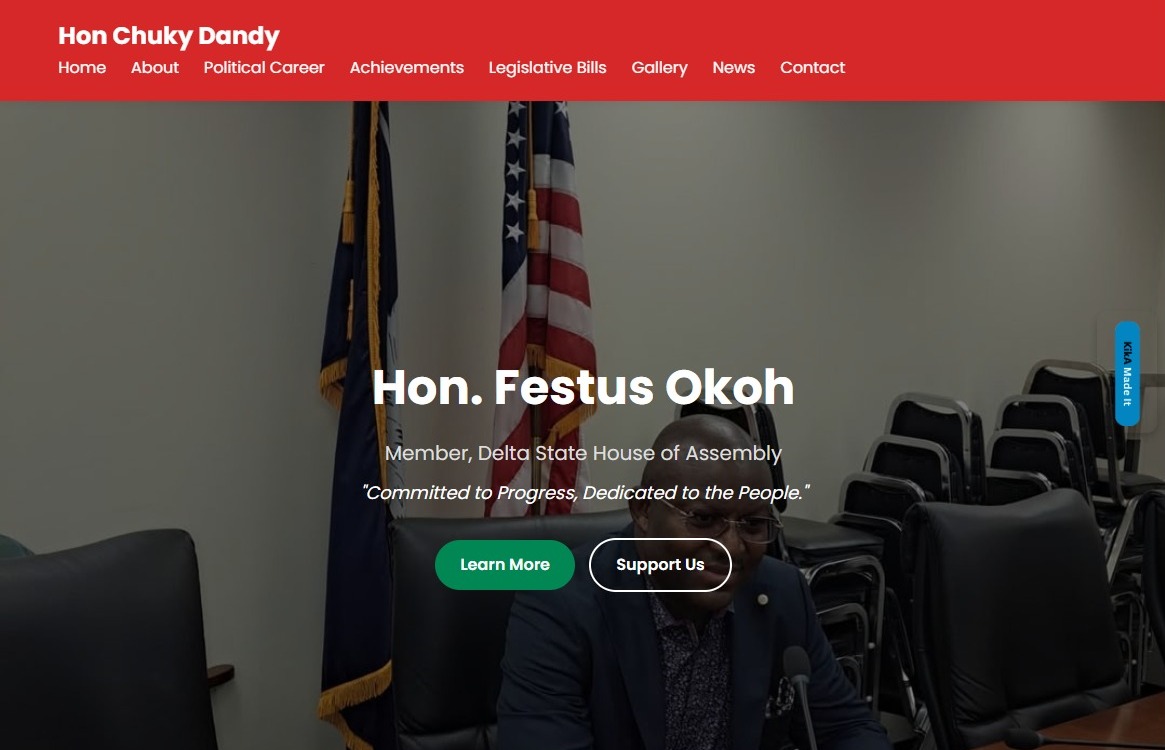 Hon Chuky Dandy
Home About Political Career Achievements Legislative Bills Gallery News Contact
Hon. Festus Okoh
Member, Delta State House of Assembly
"Committed to Progress, Dedicated to the People."
Learn More Support Us
KikA Made It